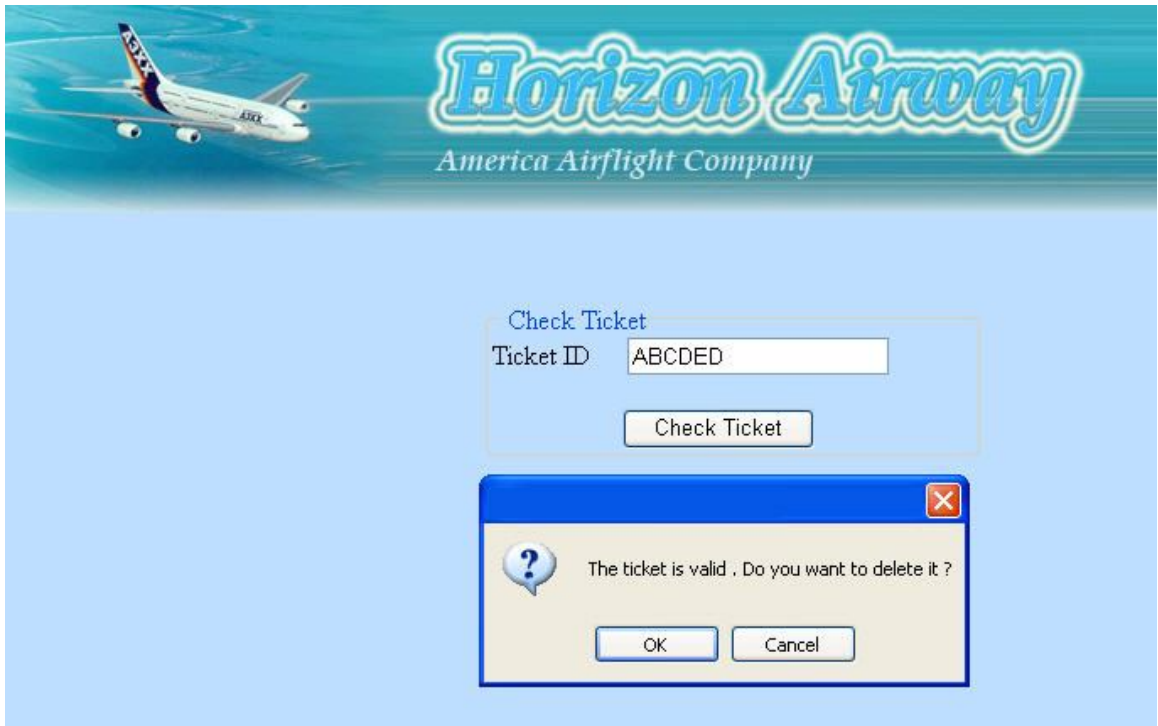 A3XX
A3XX
Horizon Airway
America Airflight Company
Check Ticket
Ticket ID ABCDED
Check Ticket
The ticket is valid . Do you want to delete it ?
OK Cancel